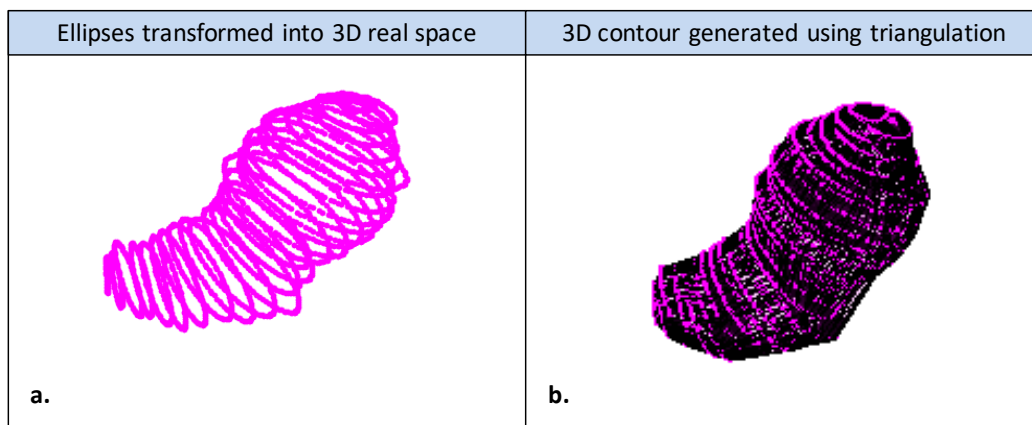 Ellipses transformed into 3D real space
3D contour generated using triangulation
a.
b.